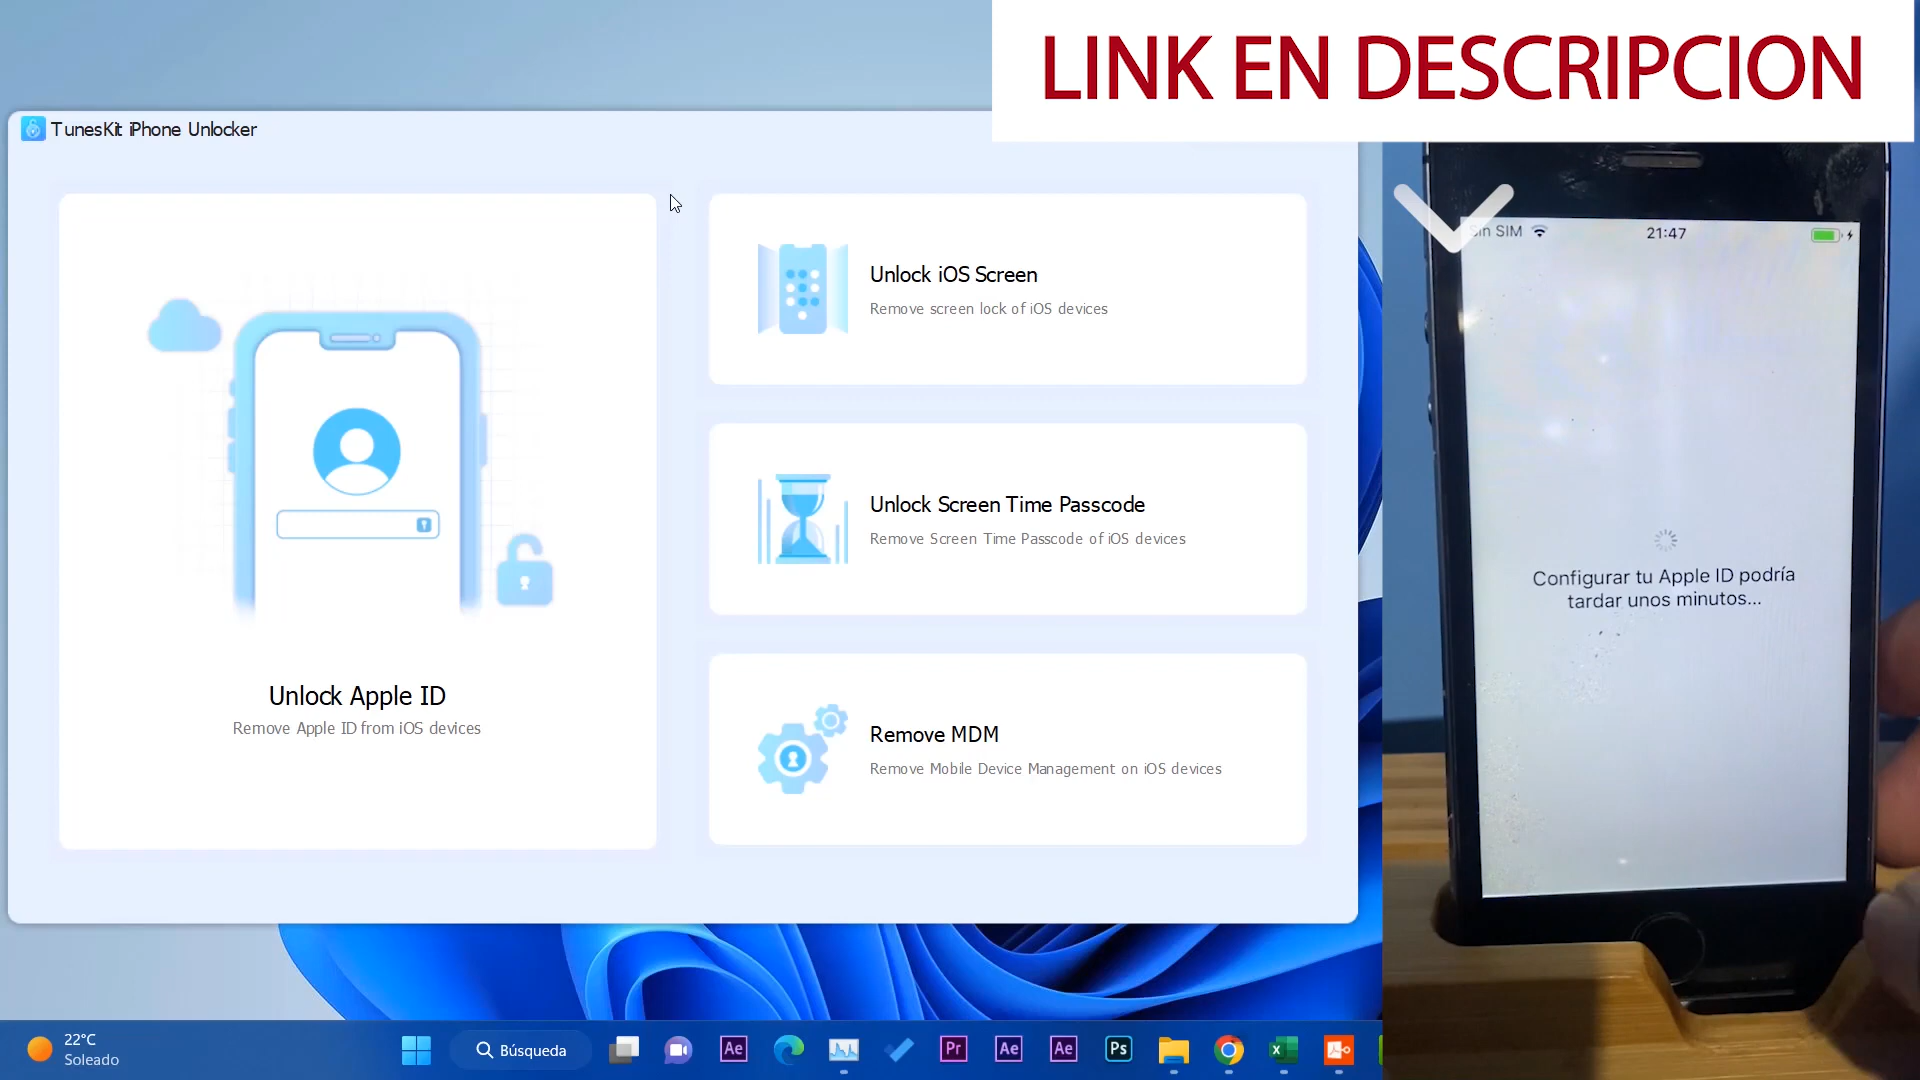 LINK EN DESCRIPCION
TunesKit iPhone Unlocker
Unlock Apple ID
Remove Apple ID from iOS devices
Unlock iOS Screen
Remove screen lock of iOS devices
Unlock Screen Time Passcode
Remove Screen Time Passcode of iOS devices
Remove MDM
Remove Mobile Device Management on iOS devices
Sin SIM 21:47
Configurar tu Apple ID podría
tardar unos minutos...
22°C
Soleado
Búsqueda
Ae
Pr
Ae
Ae
Ps